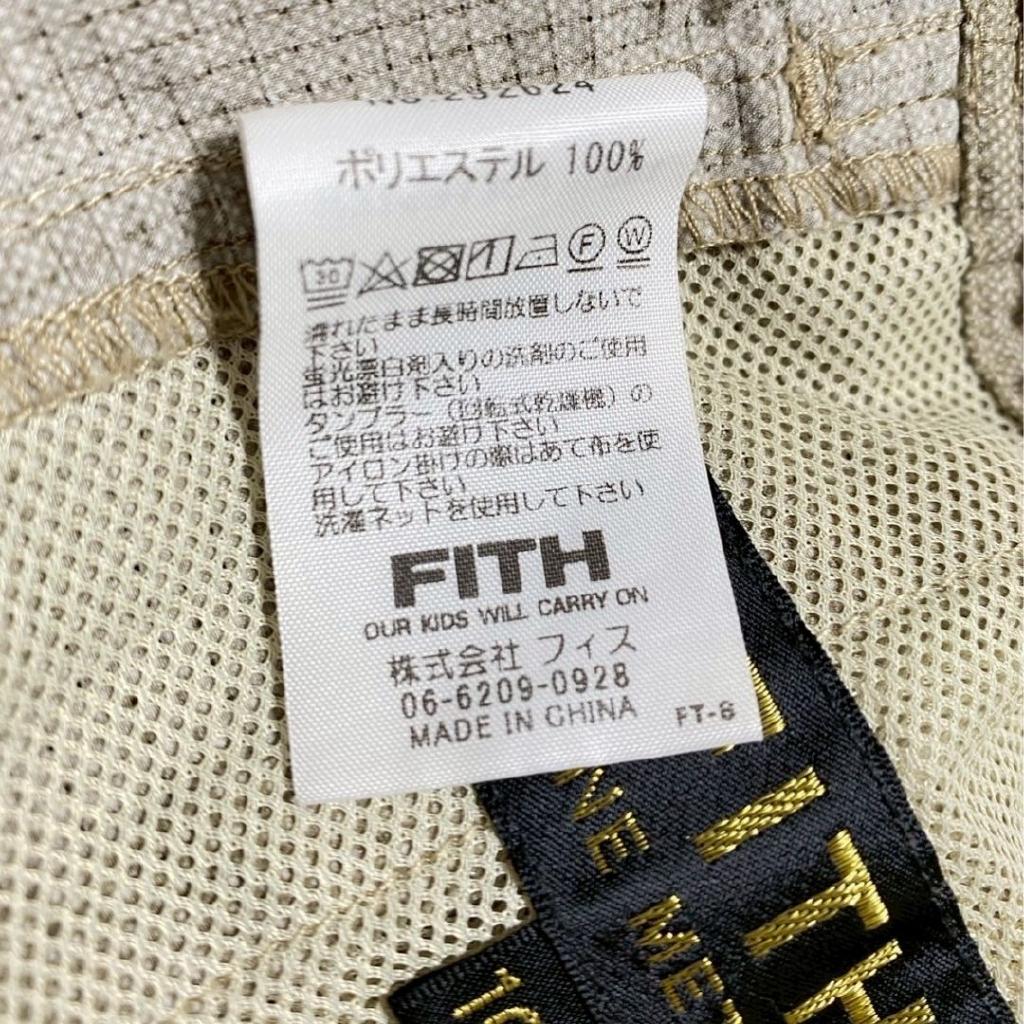 No.232624
ポリエステル 100%
30
F W
濡れたまま長時間放置しないで
下さい
蛍光漂白剤入りの洗剤のご使用
はお避け下さい
タンブラー（回転式乾燥機）の
ご使用はお避け下さい
アイロン掛けの際はあて布を使
用して下さい
洗濯ネットを使用して下さい
FITH
OUR KIDS WILL CARRY ON
株式会社 フィス
06-6209-0928
MADE IN CHINA
FT-8
FITH